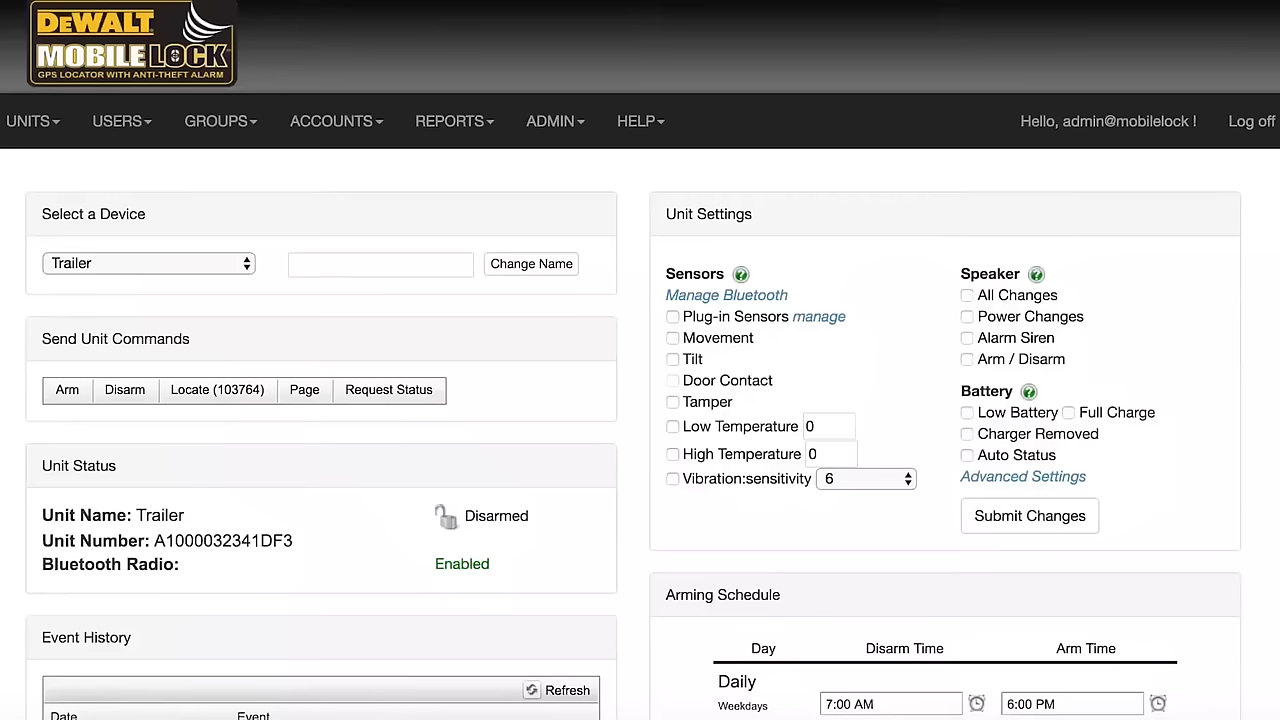 DEWALT
MOBILELOCK
GPS LOCATOR WITH ANTI-THEFT ALARM
UNITS USERS GROUPS ACCOUNTS REPORTS ADMIN HELP Hello, admin@mobilelock ! Log off
Select a Device
Trailer Change Name
Send Unit Commands
Arm Disarm Locate (103764) Page Request Status
Unit Status
Unit Name: Trailer Disarmed
Unit Number: A1000032341DF3
Bluetooth Radio: Enabled
Event History
Refresh
Date Event
Unit Settings
Sensors
Manage Bluetooth
Plug-in Sensors manage
Movement
Tilt
Door Contact
Tamper
Low Temperature 0
High Temperature 0
Vibration:sensitivity 6
Speaker
All Changes
Power Changes
Alarm Siren
Arm / Disarm
Battery
Low Battery Full Charge
Charger Removed
Auto Status
Advanced Settings
Submit Changes
Arming Schedule
Day Disarm Time Arm Time
Daily
Weekdays 7:00 AM 6:00 PM